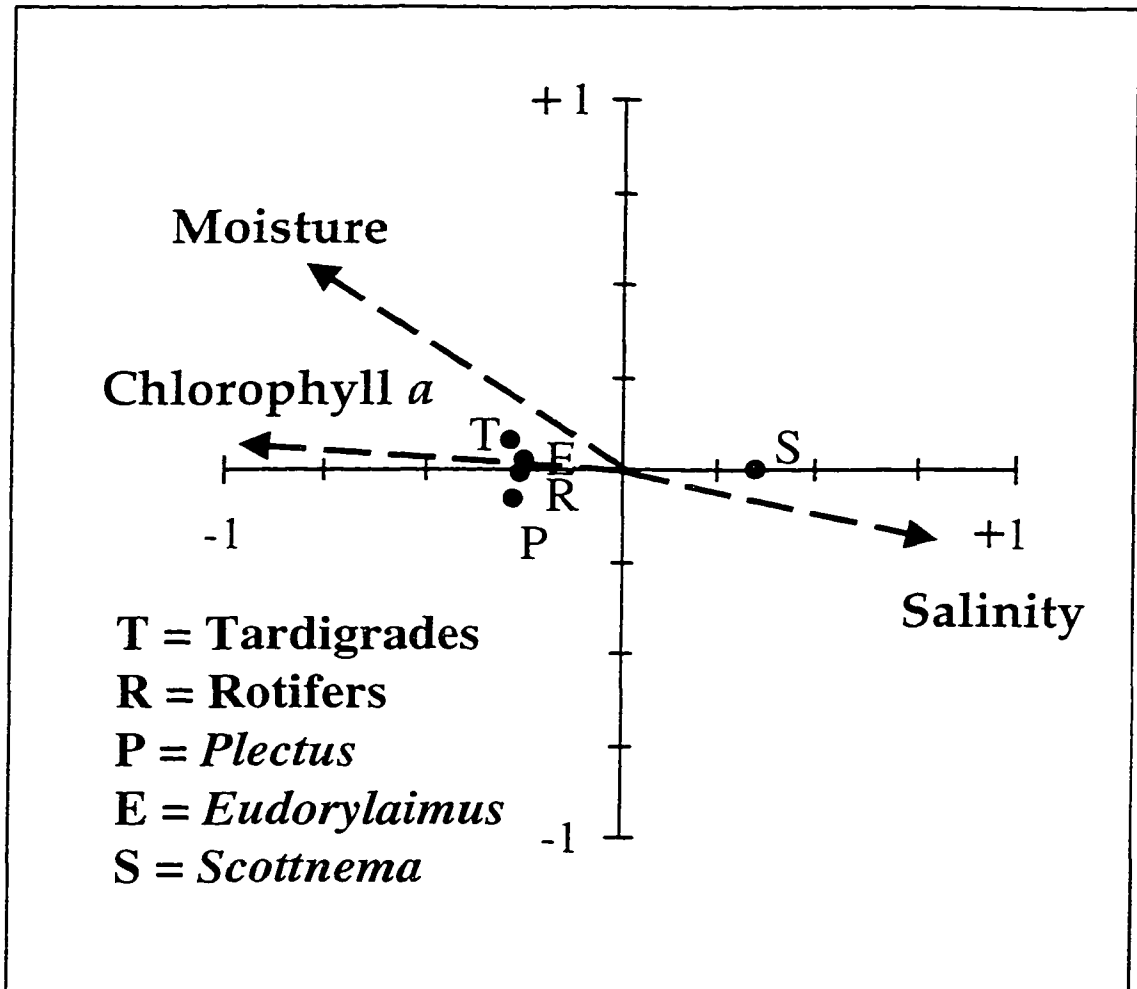 +1
Moisture
Chlorophyll a
T
E
S
R
-1
P
+1
Salinity
T = Tardigrades
R = Rotifers
P = Plectus
E = Eudorylaimus
-1
S = Scottnema